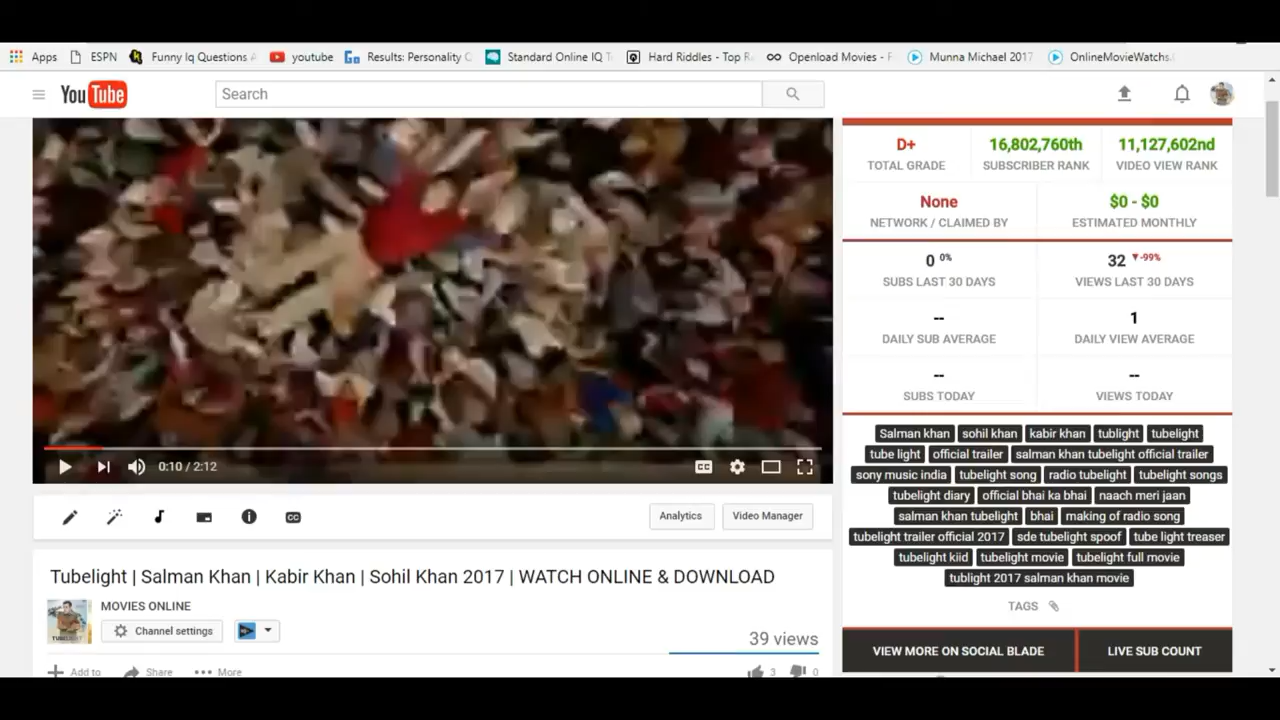 Apps ESPN Funny Iq Questions youtube Results: Personality Standard Online IQ T Hard Riddles - Top R Openload Movies - Munna Michael 2017 OnlineMovieWatchs.
YouTube Search
D+ 16,802,760th 11,127,602nd
TOTAL GRADE SUBSCRIBER RANK VIDEO VIEW RANK
None $0 - $0
NETWORK / CLAIMED BY ESTIMATED MONTHLY
0 0% 32 ▼-99%
SUBS LAST 30 DAYS VIEWS LAST 30 DAYS
-- 1
DAILY SUB AVERAGE DAILY VIEW AVERAGE
-- --
SUBS TODAY VIEWS TODAY
Salman khan sohil khan kabir khan tublight tubelight
tube light official trailer salman khan tubelight official trailer
sony music india tubelight song radio tubelight tubelight songs
tubelight diary official bhai ka bhai naach meri jaan
salman khan tubelight bhai making of radio song
tubelight trailer official 2017 sde tubelight spoof tube light treaser
tubelight kiid tubelight movie tubelight full movie
tublight 2017 salman khan movie
TAGS
VIEW MORE ON SOCIAL BLADE LIVE SUB COUNT
0:10 / 2:12 CC
CC Analytics Video Manager
Tubelight | Salman Khan | Kabir Khan | Sohil Khan 2017 | WATCH ONLINE & DOWNLOAD
TUBELIGHT MOVIES ONLINE
Channel settings
39 views
Add to Share More 3 0